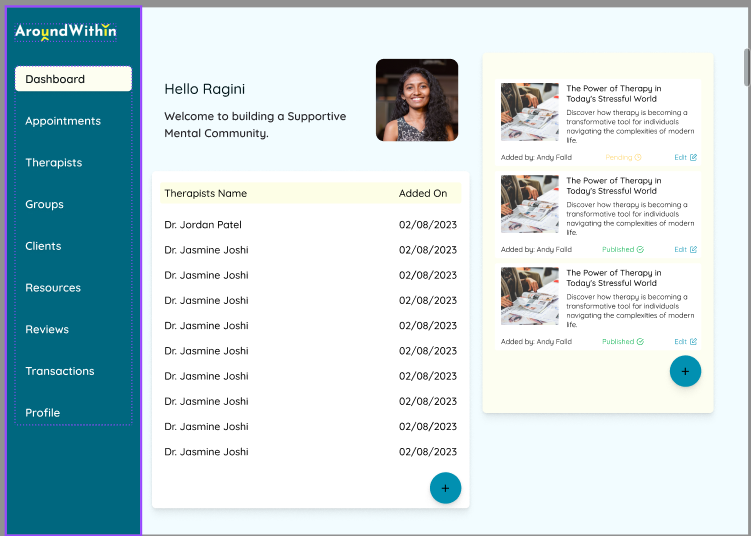 AroundWithin
Dashboard
Appointments
Therapists
Groups
Clients
Resources
Reviews
Transactions
Profile
Hello Ragini
Welcome to building a Supportive
Mental Community.
Therapists Name Added On
Dr. Jordan Patel 02/08/2023
Dr. Jasmine Joshi 02/08/2023
Dr. Jasmine Joshi 02/08/2023
Dr. Jasmine Joshi 02/08/2023
Dr. Jasmine Joshi 02/08/2023
Dr. Jasmine Joshi 02/08/2023
Dr. Jasmine Joshi 02/08/2023
Dr. Jasmine Joshi 02/08/2023
Dr. Jasmine Joshi 02/08/2023
Dr. Jasmine Joshi 02/08/2023
+
The Power of Therapy in
Today's Stressful World
Discover how therapy is becoming a
transformative tool for individuals
navigating the complexities of modern
life.
Added by: Andy Falld Pending Edit
The Power of Therapy in
Today's Stressful World
Discover how therapy is becoming a
transformative tool for individuals
navigating the complexities of modern
life.
Added by: Andy Falld Published Edit
The Power of Therapy in
Today's Stressful World
Discover how therapy is becoming a
transformative tool for individuals
navigating the complexities of modern
life.
Added by: Andy Falld Published Edit
+